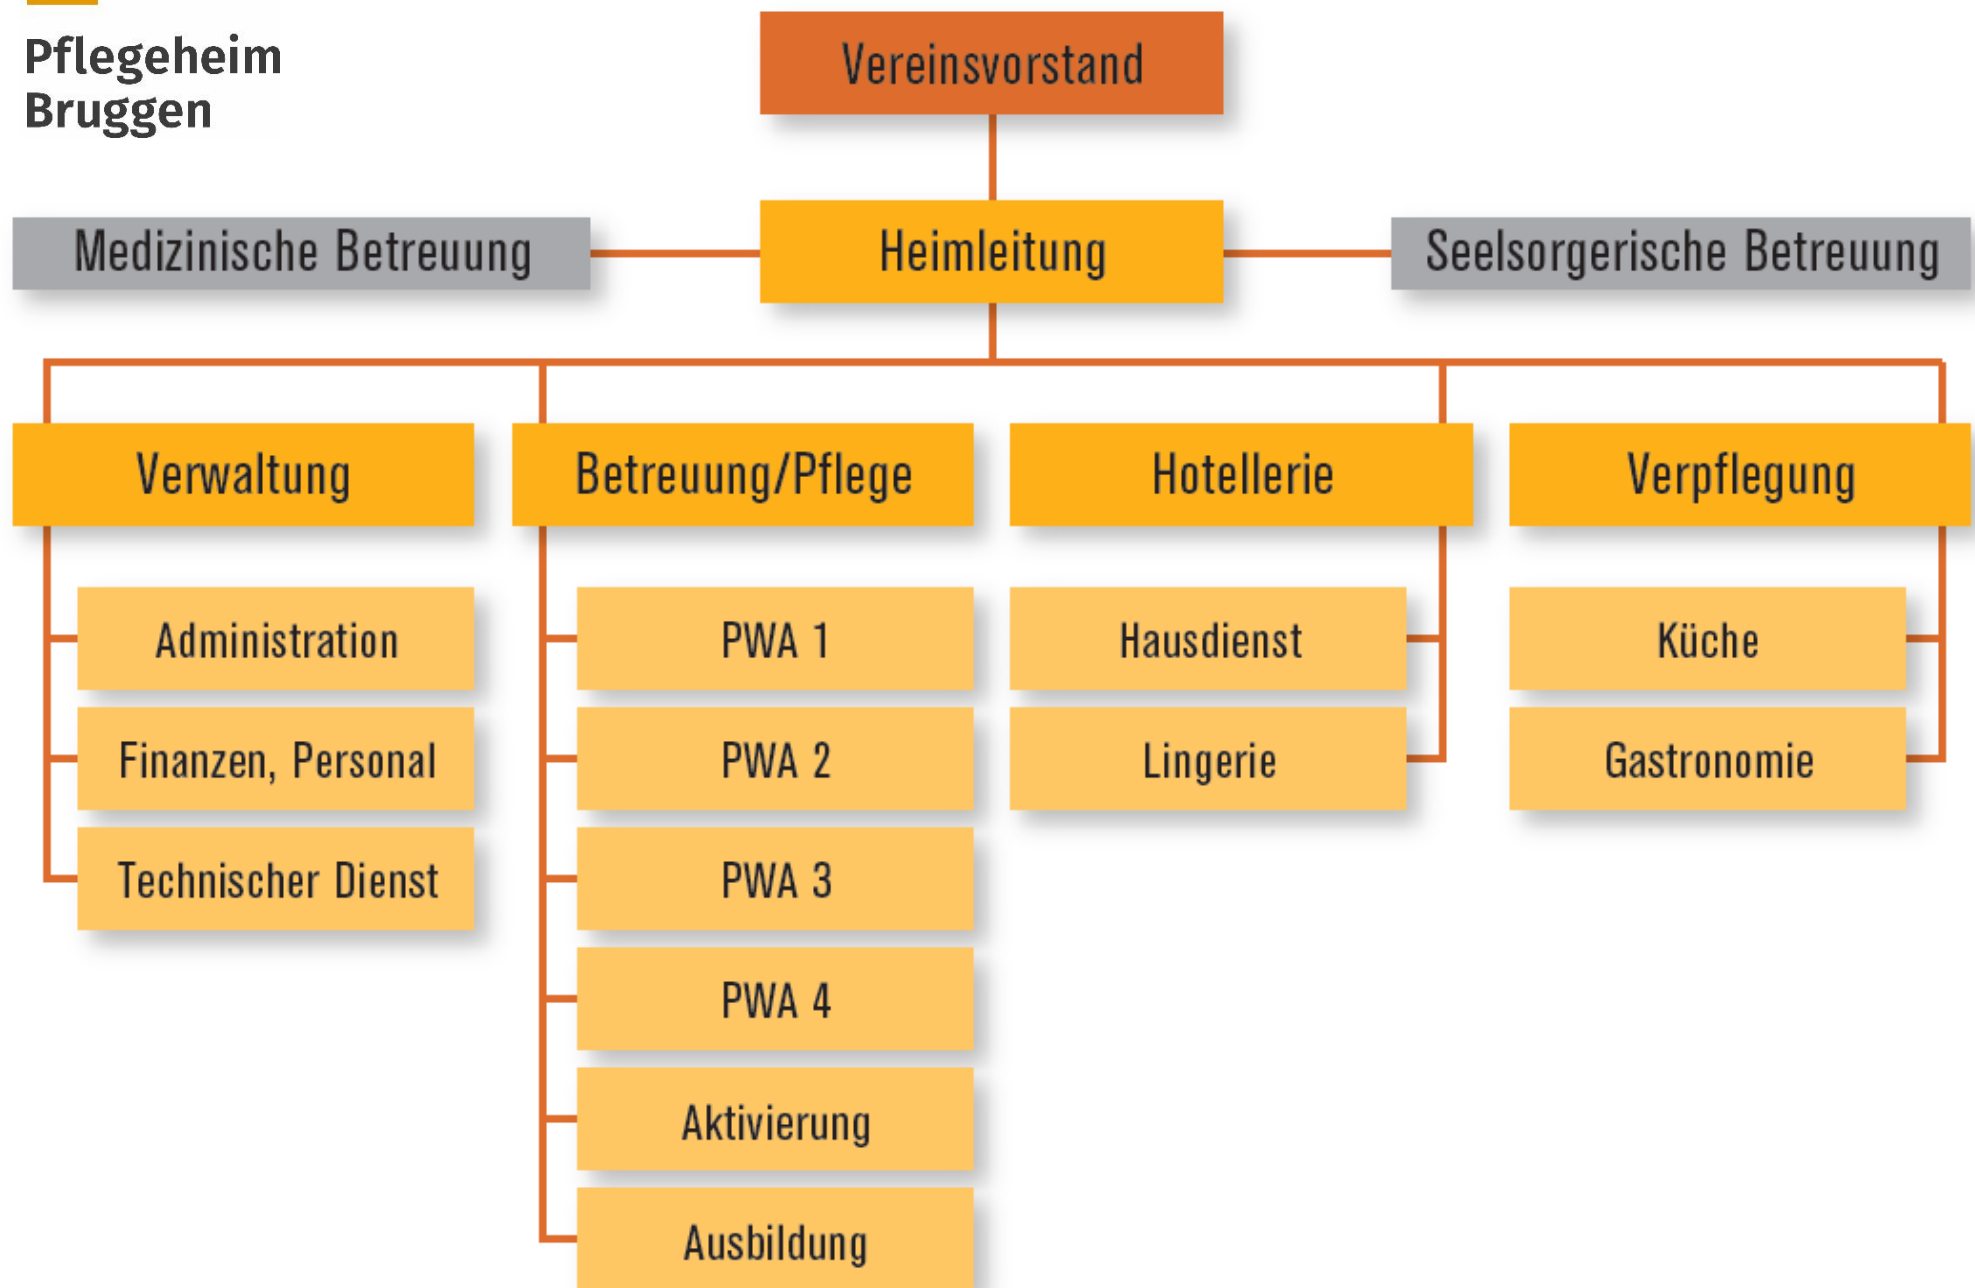 Pflegeheim
Bruggen
Vereinsvorstand
Medizinische Betreuung
Heimleitung
Seelsorgerische Betreuung
Verwaltung
Betreuung/Pflege
Hotellerie
Verpflegung
Administration
PWA 1
Hausdienst
Küche
Finanzen, Personal
PWA 2
Lingerie
Gastronomie
Technischer Dienst
PWA 3
PWA 4
Aktivierung
Ausbildung